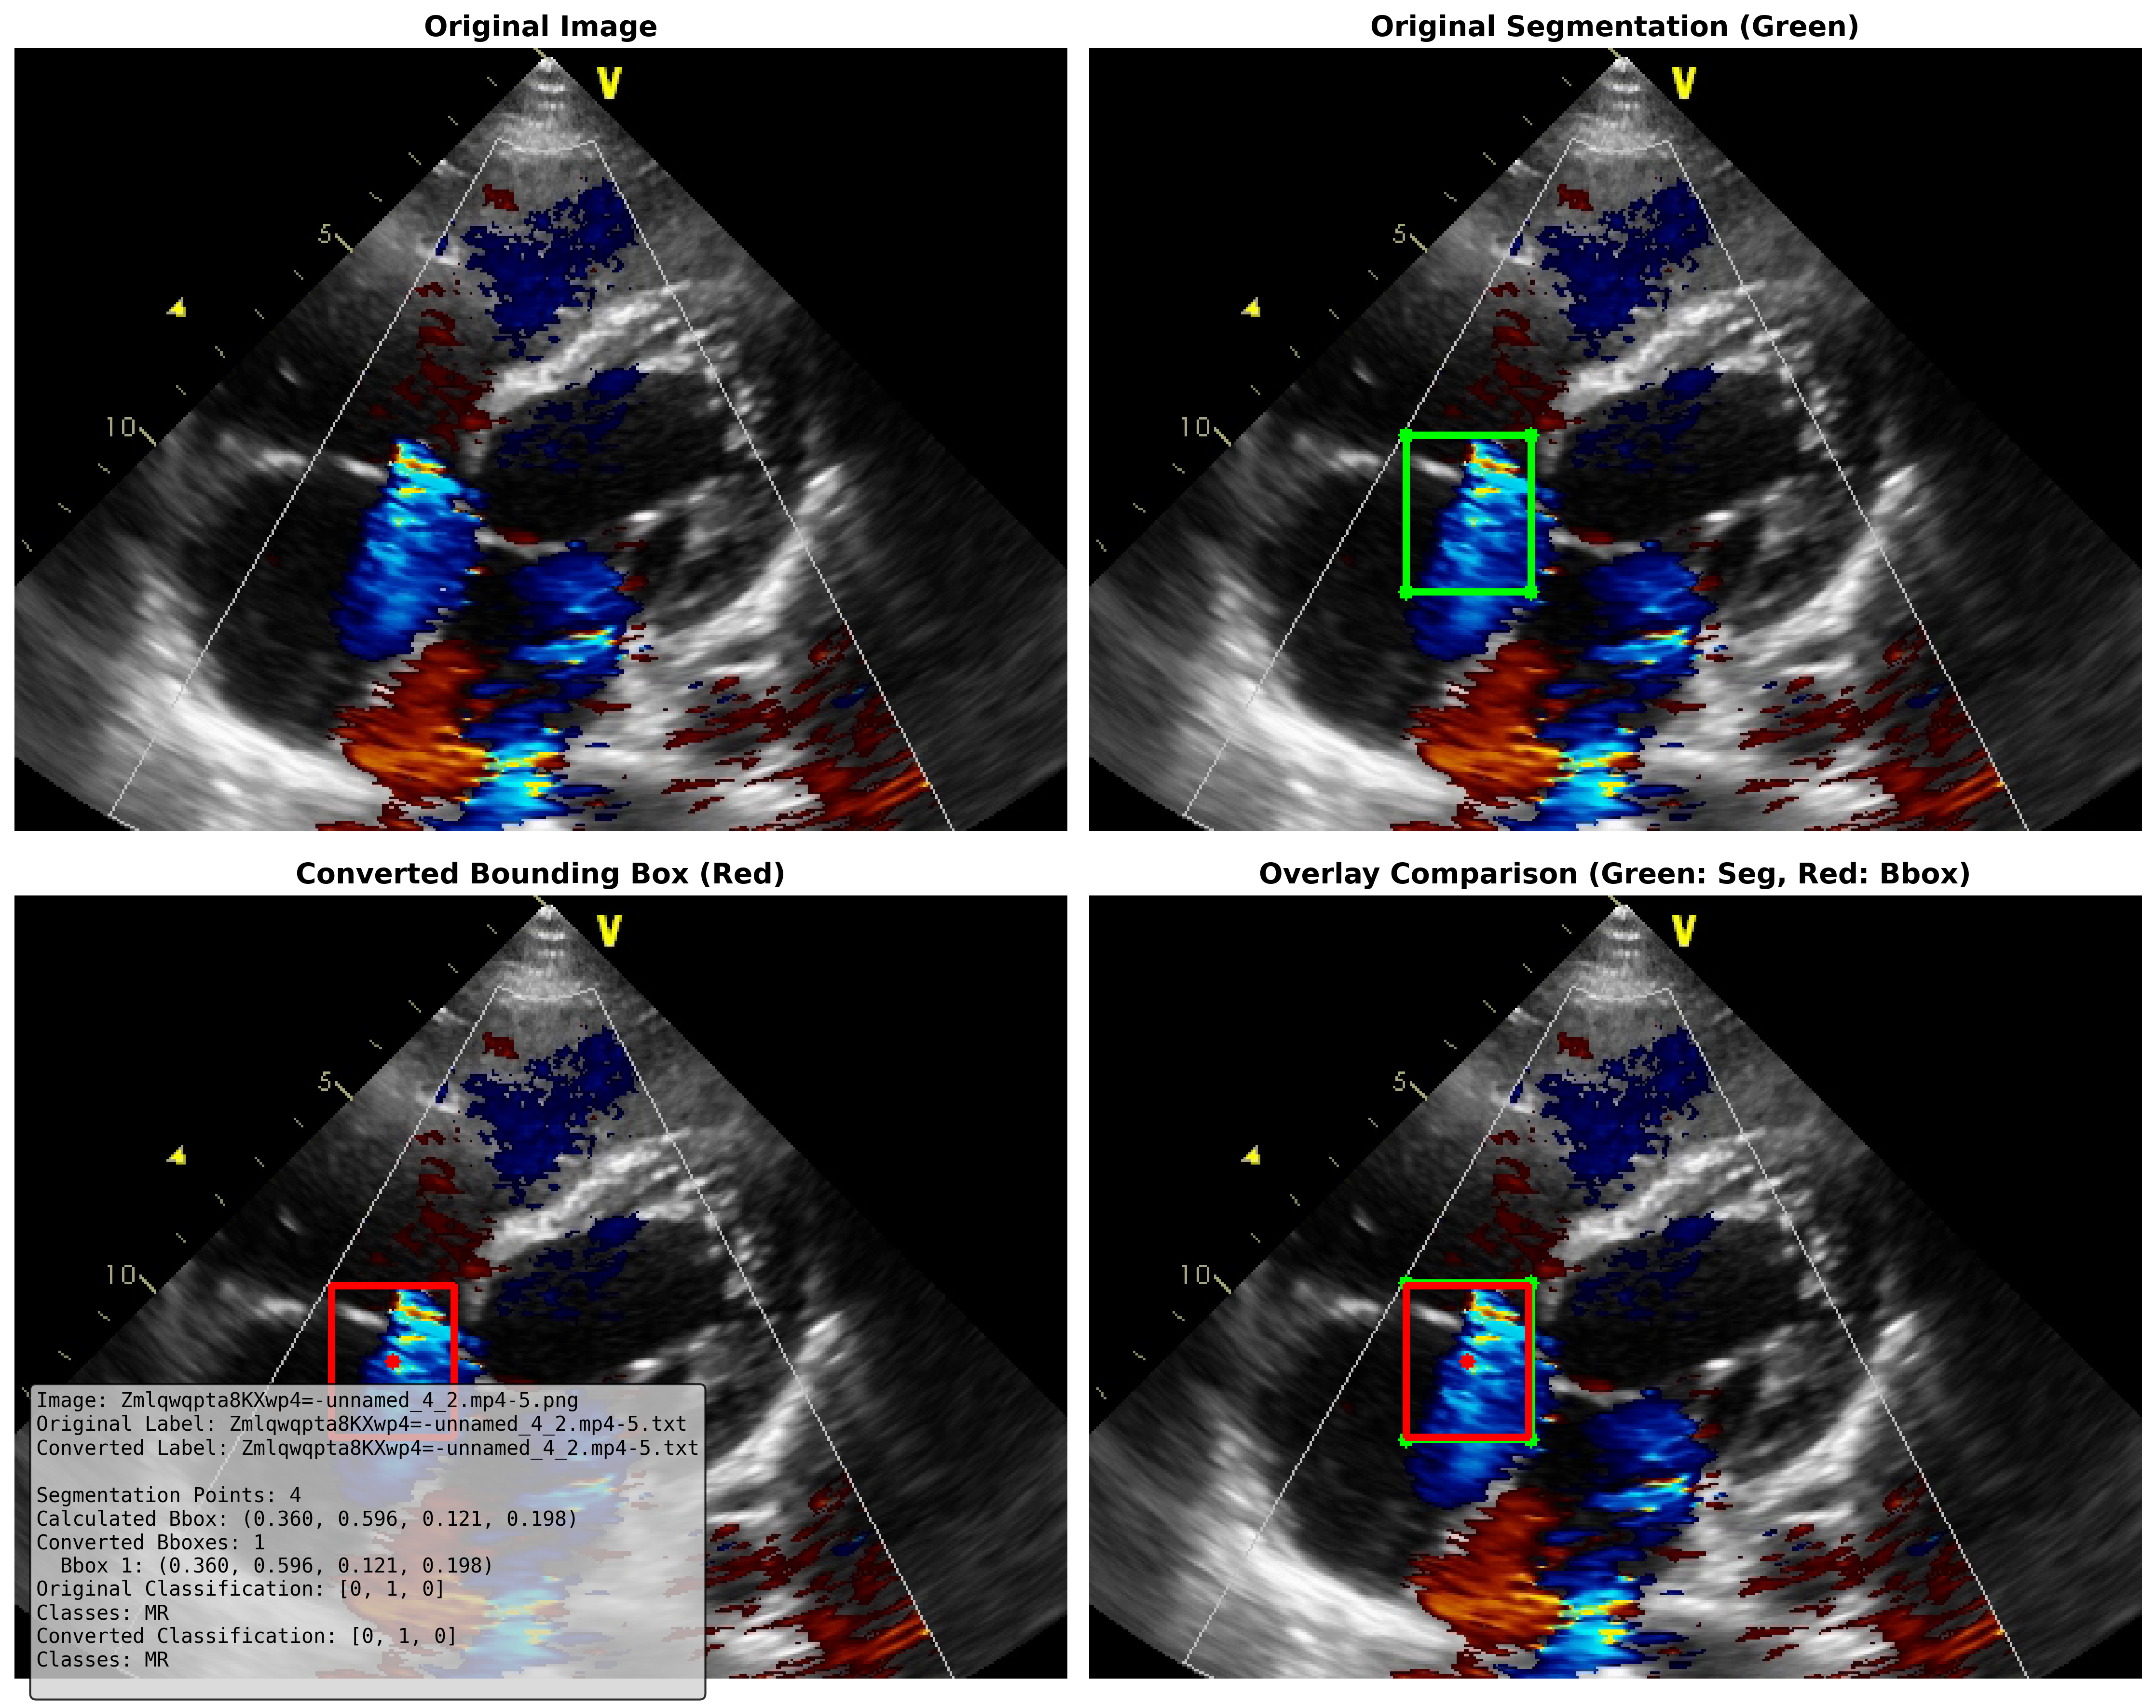 Original Image
Original Segmentation (Green)
V
5
10
V
5
10
Converted Bounding Box (Red)
Overlay Comparison (Green: Seg, Red: Bbox)
V
5
10
V
5
10
Image: Zmlqwqpta8KXwp4=-unnamed_4_2.mp4-5.png
Original Label: Zmlqwqpta8KXwp4=-unnamed_4_2.mp4-5.txt
Converted Label: Zmlqwqpta8KXwp4=-unnamed_4_2.mp4-5.txt
Segmentation Points: 4
Calculated Bbox: (0.360, 0.596, 0.121, 0.198)
Converted Bboxes: 1
Bbox 1: (0.360, 0.596, 0.121, 0.198)
Original Classification: [0, 1, 0]
Classes: MR
Converted Classification: [0, 1, 0]
Classes: MR